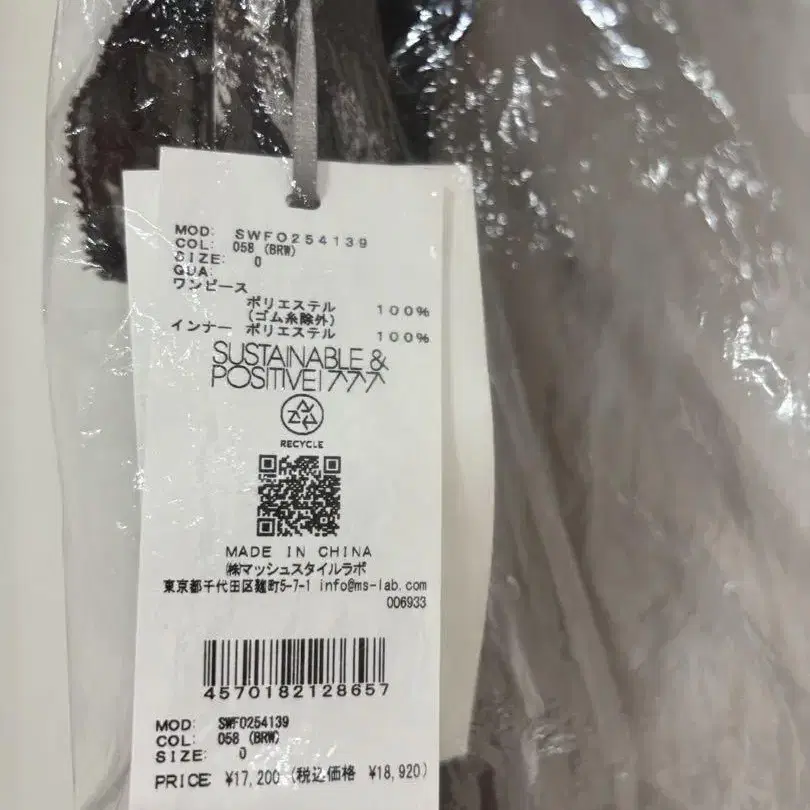 MOD: SWFO254139
COL: 058 (BRW)
SIZE: 0
QUA:
ワンピース
ポリエステル 100%
(ゴム糸除外)
インナー ポリエステル 100%
SUSTAINABLE &
POSITIVE!
RECYCLE
MADE IN CHINA
㈱マッシュスタイルラボ
東京都千代田区麹町5-7-1 info@ms-lab.com
006933
4570182128657
MOD: SWFO254139
COL: 058 (BRW)
SIZE: 0
PRICE ¥17,200 (税込価格 ¥18,920)